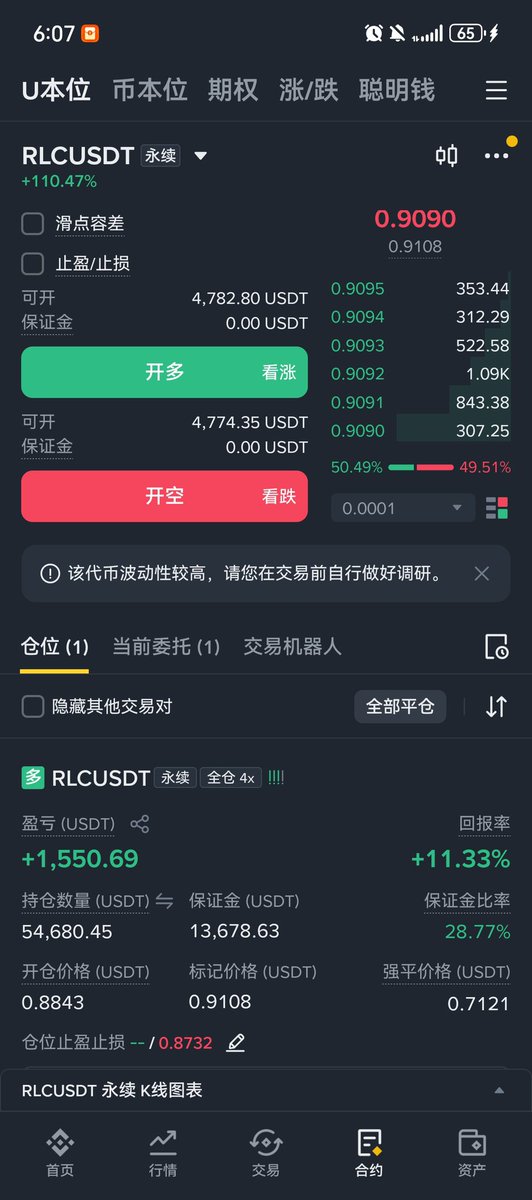 6:07 65
U本位 币本位 期权 涨/跌 聪明钱
RLCUSDT 永续
+110.47%
滑点容差
止盈/止损
可开 4,782.80 USDT
保证金 0.00 USDT
开多 看涨
可开 4,774.35 USDT
保证金 0.00 USDT
开空 看跌
0.9090
0.9108
0.9095 353.44
0.9094 312.29
0.9093 522.58
0.9092 1.09K
0.9091 843.38
0.9090 307.25
50.49% 49.51%
0.0001
该代币波动性较高，请您在交易前自行做好调研。
仓位 (1) 当前委托 (1) 交易机器人
隐藏其他交易对 全部平仓
多 RLCUSDT 永续 全仓 4x !!!!
盈亏 (USDT) 回报率
+1,550.69 +11.33%
持仓数量 (USDT) 保证金 (USDT) 保证金比率
54,680.45 13,678.63 28.77%
开仓价格 (USDT) 标记价格 (USDT) 强平价格 (USDT)
0.8843 0.9108 0.7121
仓位止盈止损 -- / 0.8732
RLCUSDT 永续 K线图表
首页 行情 交易 合约 资产